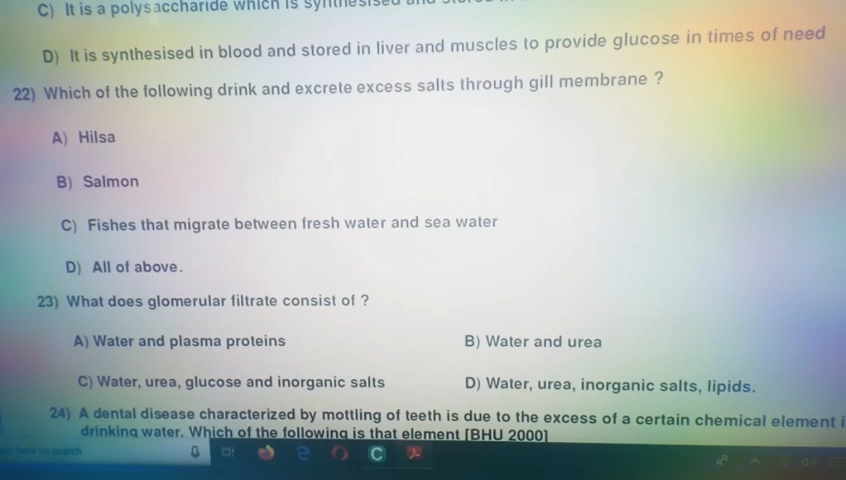 C) It is a polysaccharide which is synthesised and stored
D) It is synthesised in blood and stored in liver and muscles to provide glucose in times of need
22) Which of the following drink and excrete excess salts through gill membrane ?
A) Hilsa
B) Salmon
C) Fishes that migrate between fresh water and sea water
D) All of above.
23) What does glomerular filtrate consist of ?
A) Water and plasma proteins
B) Water and urea
C) Water, urea, glucose and inorganic salts
D) Water, urea, inorganic salts, lipids.
24) A dental disease characterized by mottling of teeth is due to the excess of a certain chemical element i
drinking water. Which of the following is that element [BHU 2000]
to search